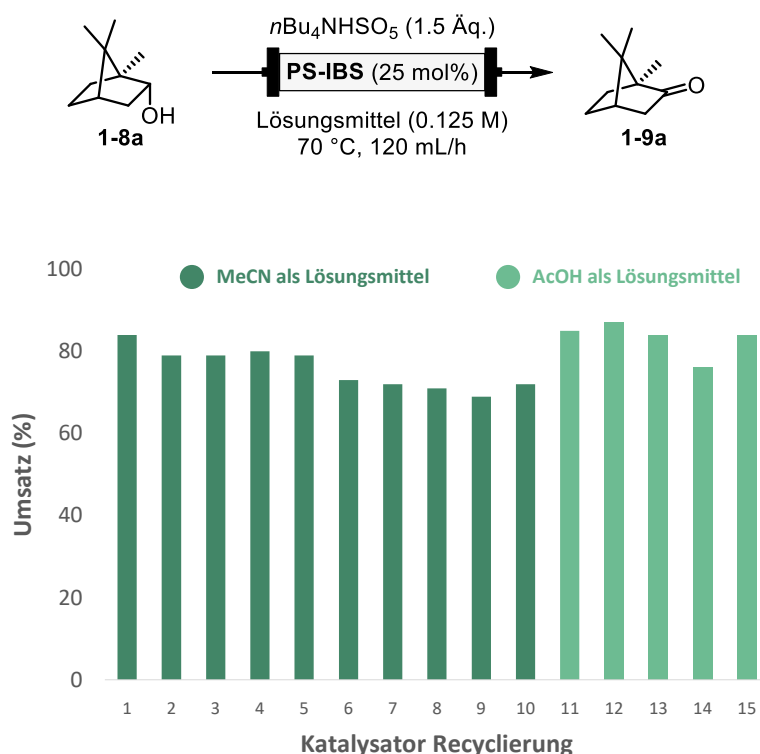 nBu₄NHSO₅ (1.5 Äq.)
PS-IBS (25 mol%)
OH
O
Lösungsmittel (0.125 M)
1-8a
1-9a
70 °C, 120 mL/h
100
MeCN als Lösungsmittel
AcOH als Lösungsmittel
80
60
40
20
0
Umsatz (%)
1 2 3 4 5 6 7 8 9 10 11 12 13 14 15
Katalysator Recyclierung